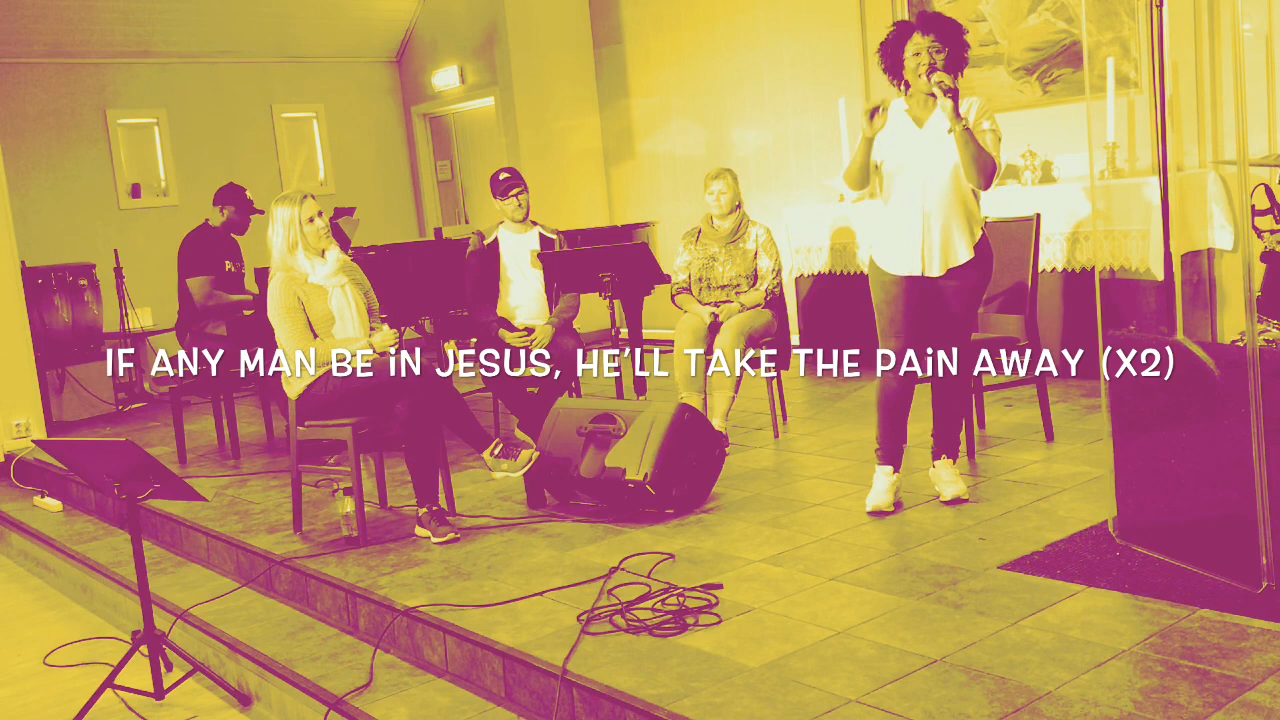 IF ANY MAN BE IN JESUS, HE'LL TAKE THE PAIN AWAY (X2)